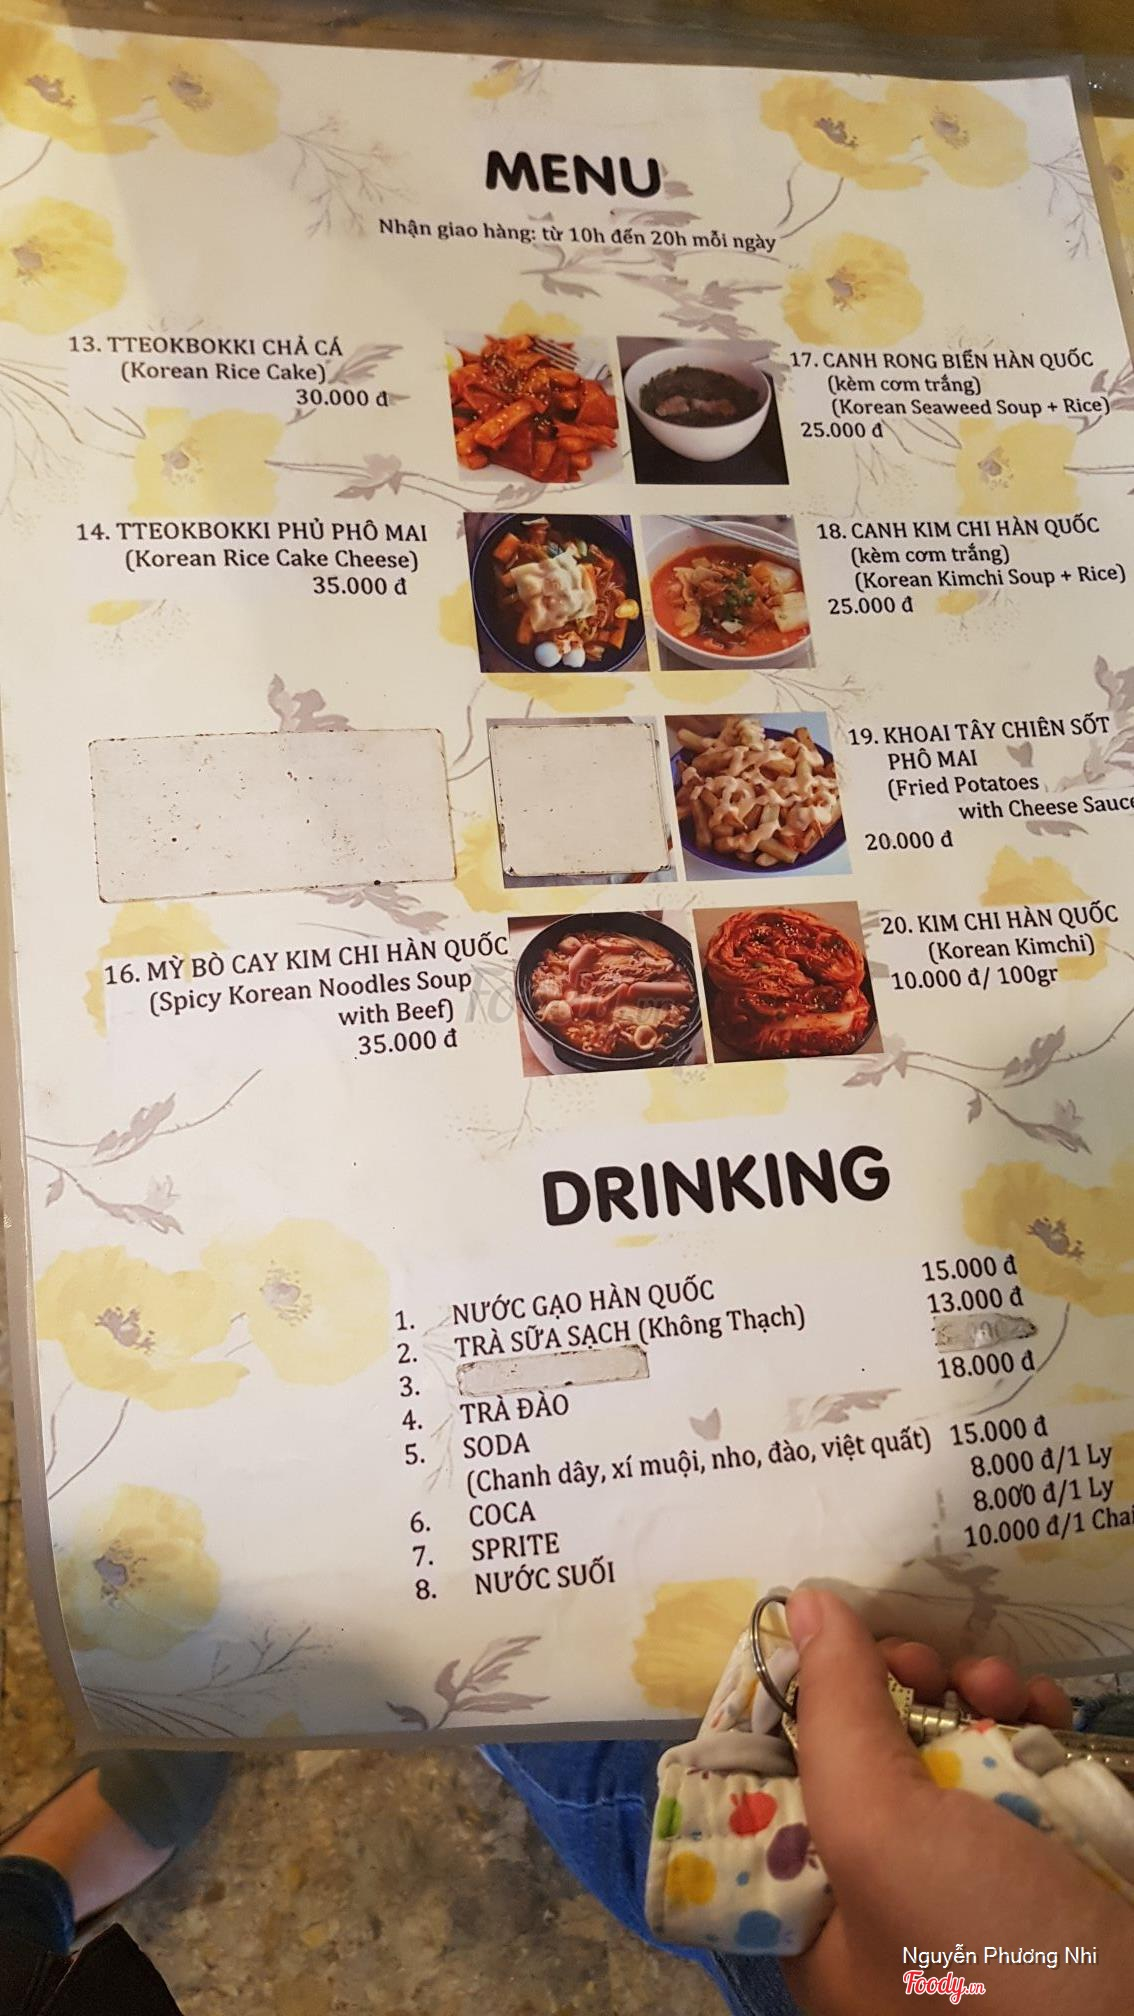 MENU
Nhận giao hàng: từ 10h đến 20h mỗi ngày
13. TTEOKBOKKI CHẢ CÁ
(Korean Rice Cake)
30.000 đ
14. TTEOKBOKKI PHỦ PHÔ MAI
(Korean Rice Cake Cheese)
35.000 đ
16. MỲ BÒ CAY KIM CHI HÀN QUỐC
(Spicy Korean Noodles Soup
with Beef)
35.000 đ
17. CANH RONG BIỂN HÀN QUỐC
(kèm cơm trắng)
(Korean Seaweed Soup + Rice)
25.000 đ
18. CANH KIM CHI HÀN QUỐC
(kèm cơm trắng)
(Korean Kimchi Soup + Rice)
25.000 đ
19. KHOAI TÂY CHIÊN SỐT
PHÔ MAI
(Fried Potatoes
with Cheese Sauce
20.000 đ
20. KIM CHI HÀN QUỐC
(Korean Kimchi)
10.000 đ/ 100gr
DRINKING
1. NƯỚC GẠO HÀN QUỐC 15.000 đ
2. TRÀ SỮA SẠCH (Không Thạch) 13.000 đ
3.
4. TRÀ ĐÀO 18.000 đ
5. SODA
(Chanh dây, xí muội, nho, đào, việt quất) 15.000 đ
6. COCA 8.000 đ/1 Ly
7. SPRITE 8.000 đ/1 Ly
8. NƯỚC SUỐI 10.000 đ/1 Chai
Nguyễn Phương Nhi
Foody.vn